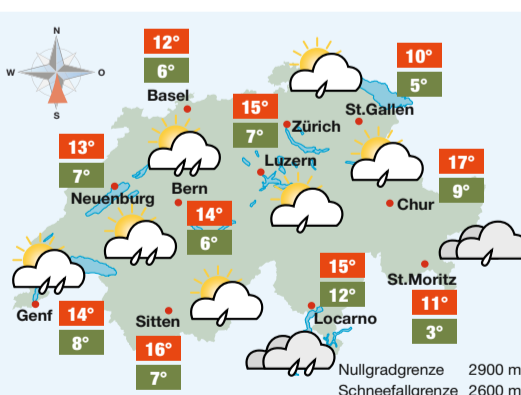 N
W O
S
12°
6°
Basel
10°
5°
St.Gallen
15°
7°
Zürich
Luzern
13°
7°
Neuenburg
Bern
14°
6°
17°
9°
Chur
St.Moritz
11°
3°
15°
12°
Locarno
Genf
14°
8°
Sitten
16°
7°
Nullgradgrenze 2900 m
Schneefallgrenze 2600 m